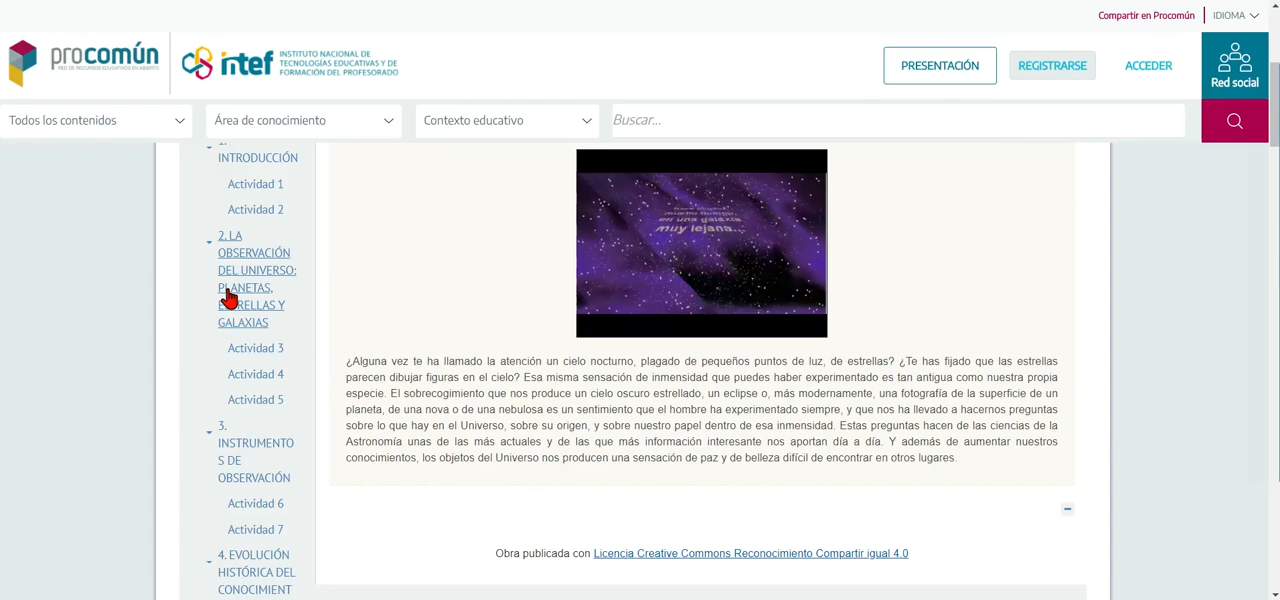 Compartir en Procomún
IDIOMA
procomún
RED DE RECURSOS EDUCATIVOS EN ABIERTO
intef
INSTITUTO NACIONAL DE
TECNOLOGÍAS EDUCATIVAS Y DE
FORMACIÓN DEL PROFESORADO
PRESENTACIÓN
REGISTRARSE
ACCEDER
Red social
Todos los contenidos
Área de conocimiento
Contexto educativo
Buscar...
1.
INTRODUCCIÓN
Actividad 1
Actividad 2
2. LA
OBSERVACIÓN
DEL UNIVERSO:
PLANETAS,
ESTRELLAS Y
GALAXIAS
Actividad 3
Actividad 4
Actividad 5
3.
INSTRUMENTO
S DE
OBSERVACIÓN
Actividad 6
Actividad 7
4. EVOLUCIÓN
HISTÓRICA DEL
CONOCIMIENT
Hace mucho tiempo,
en una galaxia
muy lejana...
¿Alguna vez te ha llamado la atención un cielo nocturno, plagado de pequeños puntos de luz, de estrellas? ¿Te has fijado que las estrellas
parecen dibujar figuras en el cielo? Esa misma sensación de inmensidad que puedes haber experimentado es tan antigua como nuestra propia
especie. El sobrecogimiento que nos produce un cielo oscuro estrellado, un eclipse o, más modernamente, una fotografía de la superficie de un
planeta, de una nova o de una nebulosa es un sentimiento que el hombre ha experimentado siempre, y que nos ha llevado a hacernos preguntas
sobre lo que hay en el Universo, sobre su origen, y sobre nuestro papel dentro de esa inmensidad. Estas preguntas hacen de las ciencias de la
Astronomía unas de las más actuales y de las que más información interesante nos aportan día a día. Y además de aumentar nuestros
conocimientos, los objetos del Universo nos producen una sensación de paz y de belleza difícil de encontrar en otros lugares.
Obra publicada con Licencia Creative Commons Reconocimiento Compartir igual 4.0